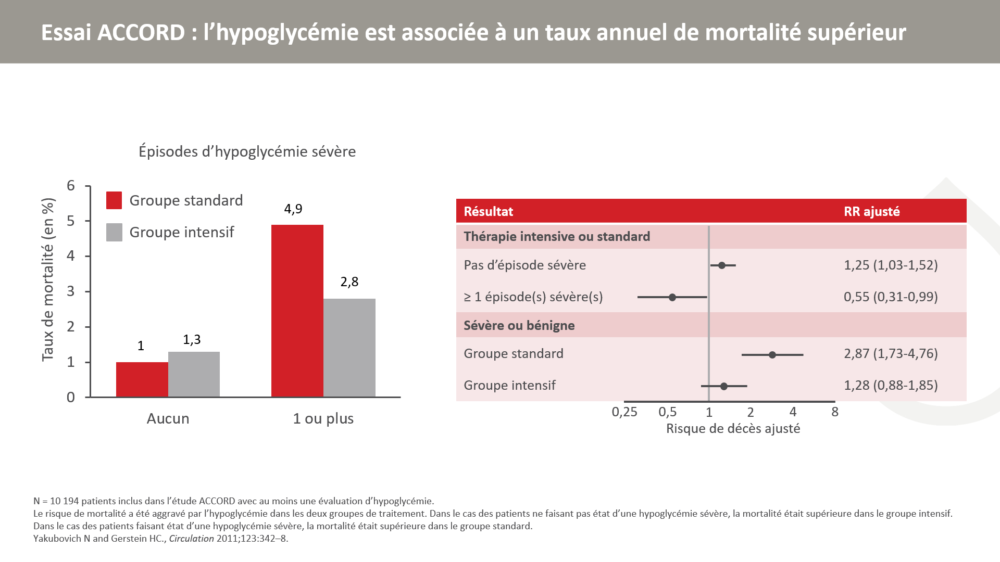 Essai ACCORD : l’hypoglycémie est associée à un taux annuel de mortalité supérieur
Épisodes d’hypoglycémie sévère
Taux de mortalité (en %)
6
5
4
3
2
1
0
Groupe standard
Groupe intensif
1
1,3
4,9
2,8
Aucun
1 ou plus
Résultat RR ajusté
Thérapie intensive ou standard
Pas d’épisode sévère 1,25 (1,03-1,52)
≥ 1 épisode(s) sévère(s) 0,55 (0,31-0,99)
Sévère ou bénigne
Groupe standard 2,87 (1,73-4,76)
Groupe intensif 1,28 (0,88-1,85)
0,25 0,5 1 2 4 8
Risque de décès ajusté
N = 10 194 patients inclus dans l’étude ACCORD avec au moins une évaluation d’hypoglycémie.
Le risque de mortalité a été aggravé par l’hypoglycémie dans les deux groupes de traitement. Dans le cas des patients ne faisant pas état d’une hypoglycémie sévère, la mortalité était supérieure dans le groupe intensif.
Dans le cas des patients faisant état d’une hypoglycémie sévère, la mortalité était supérieure dans le groupe standard.
Yakubovich N and Gerstein HC., Circulation 2011;123:342–8.